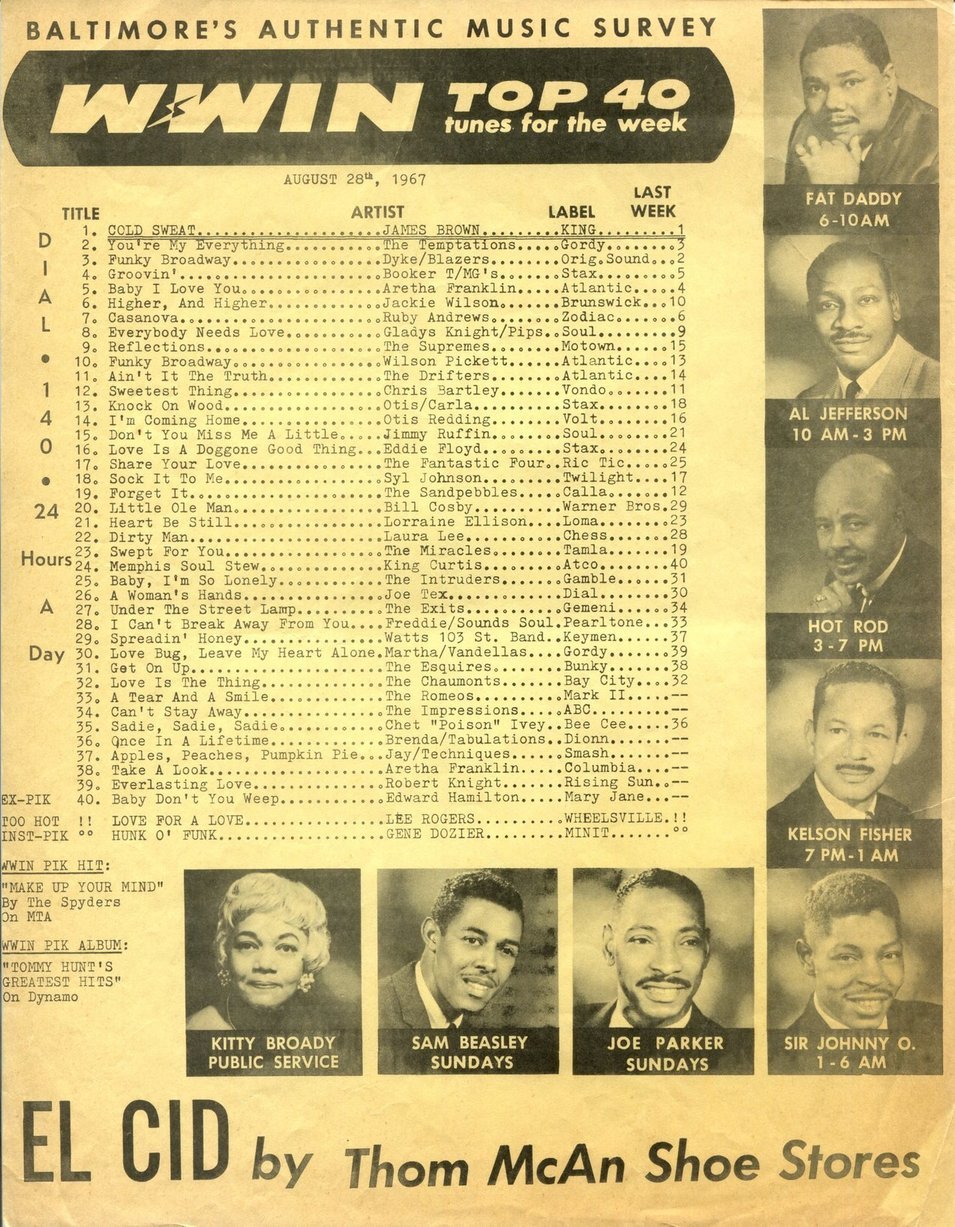 BALTIMORE'S AUTHENTIC MUSIC SURVEY
WWIN TOP 40
tunes for the week
AUGUST 28th, 1967
TITLE ARTIST LABEL LAST WEEK
1. COLD SWEAT....................JAMES BROWN..........KING.........1
2. You're My Everything..........The Temptations.....Gordy........3
3. Funky Broadway................Dyke/Blazers........Orig.Sound...2
4. Groovin'......................Booker T/MG's.......Stax.........5
5. Baby I Love You...............Aretha Franklin.....Atlantic.....4
6. Higher, And Higher............Jackie Wilson.......Brunswick...10
7. Casanova......................Ruby Andrews........Zodiac.......6
8. Everybody Needs Love..........Gladys Knight/Pips..Soul.........9
9. Reflections...................The Supremes........Motown......15
10. Funky Broadway...............Wilson Pickett......Atlantic....13
11. Ain't It The Truth...........The Drifters........Atlantic....14
12. Sweetest Thing...............Chris Bartley.......Vondo.......11
13. Knock On Wood................Otis/Carla..........Stax........18
14. I'm Coming Home..............Otis Redding........Volt........16
15. Don't You Miss Me A Little...Jimmy Ruffin........Soul........21
16. Love Is A Doggone Good Thing...Eddie Floyd.......Stax........24
17. Share Your Love..............The Fantastic Four..Ric Tic.....25
18. Sock It To Me................Syl Johnson.........Twilight....17
19. Forget It....................The Sandpebbles.....Calla.......12
20. Little Ole Man...............Bill Cosby..........Warner Bros.29
21. Heart Be Still...............Lorraine Ellison....Loma........23
22. Dirty Man....................Laura Lee...........Chess.......28
23. Swept For You................The Miracles........Tamla.......19
24. Memphis Soul Stew............King Curtis.........Atco........40
25. Baby, I'm So Lonely..........The Intruders.......Gamble......31
26. A Woman's Hands..............Joe Tex.............Dial........30
27. Under The Street Lamp........The Exits...........Gemeni......34
28. I Can't Break Away From You....Freddie/Sounds Soul.Pearltone...33
29. Spreadin' Honey..............Watts 103 St. Band..Keymen......37
30. Love Bug, Leave My Heart Alone.Martha/Vandellas....Gordy.......39
31. Get On Up....................The Esquires........Bunky.......38
32. Love Is The Thing............The Chaumonts.......Bay City....32
33. A Tear And A Smile...........The Romeos..........Mark II.....--
34. Can't Stay Away..............The Impressions.....ABC.........--
35. Sadie, Sadie, Sadie..........Chet "Poison" Ivey..Bee Cee.....36
36. Once In A Lifetime...........Brenda/Tabulations..Dionn.......--
37. Apples, Peaches, Pumpkin Pie...Jay/Techniques......Smash.......--
38. Take A Look..................Aretha Franklin.....Columbia....--
39. Everlasting Love.............Robert Knight.......Rising Sun..--
EX-PIK 40. Baby Don't You Weep..........Edward Hamilton.....Mary Jane...--
TOO HOT !! LOVE FOR A LOVE..............LEE ROGERS..........WHEELSVILLE.!!
INST-PIK °° HUNK O' FUNK.................GENE DOZIER.........MINIT.......°°
DIAL • 140 • 24 Hours A Day
WWIN PIK HIT:
"MAKE UP YOUR MIND"
By The Spyders
On MTA
WWIN PIK ALBUM:
"TOMMY HUNT'S
GREATEST HITS"
On Dynamo
FAT DADDY
6-10AM
AL JEFFERSON
10 AM-3 PM
HOT ROD
3-7 PM
KELSON FISHER
7 PM-1 AM
KITTY BROADY
PUBLIC SERVICE
SAM BEASLEY
SUNDAYS
JOE PARKER
SUNDAYS
SIR JOHNNY O.
1-6 AM
EL CID by Thom McAn Shoe Stores